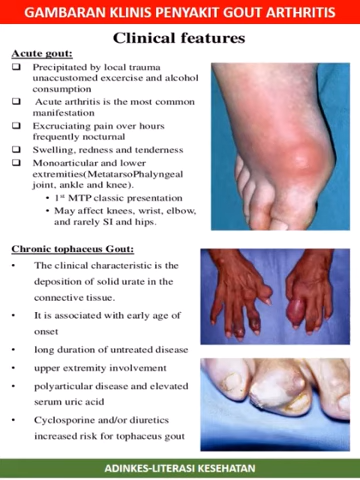 GAMBARAN KLINIS PENYAKIT GOUT ARTHRITIS
Clinical features
Acute gout:
❑ Precipitated by local trauma
unaccustomed excercise and alcohol
consumption
❑ Acute arthritis is the most common
manifestation
❑ Excruciating pain over hours
frequently nocturnal
❑ Swelling, redness and tenderness
❑ Monoarticular and lower
extremities(MetatarsoPhalyngeal
joint, ankle and knee).
• 1st MTP classic presentation
• May affect knees, wrist, elbow,
and rarely SI and hips.
Chronic tophaceus Gout:
• The clinical characteristic is the
deposition of solid urate in the
connective tissue.
• It is associated with early age of
onset
• long duration of untreated disease
• upper extremity involvement
• polyarticular disease and elevated
serum uric acid
• Cyclosporine and/or diuretics
increased risk for tophaceus gout
ADINKES-LITERASI KESEHATAN